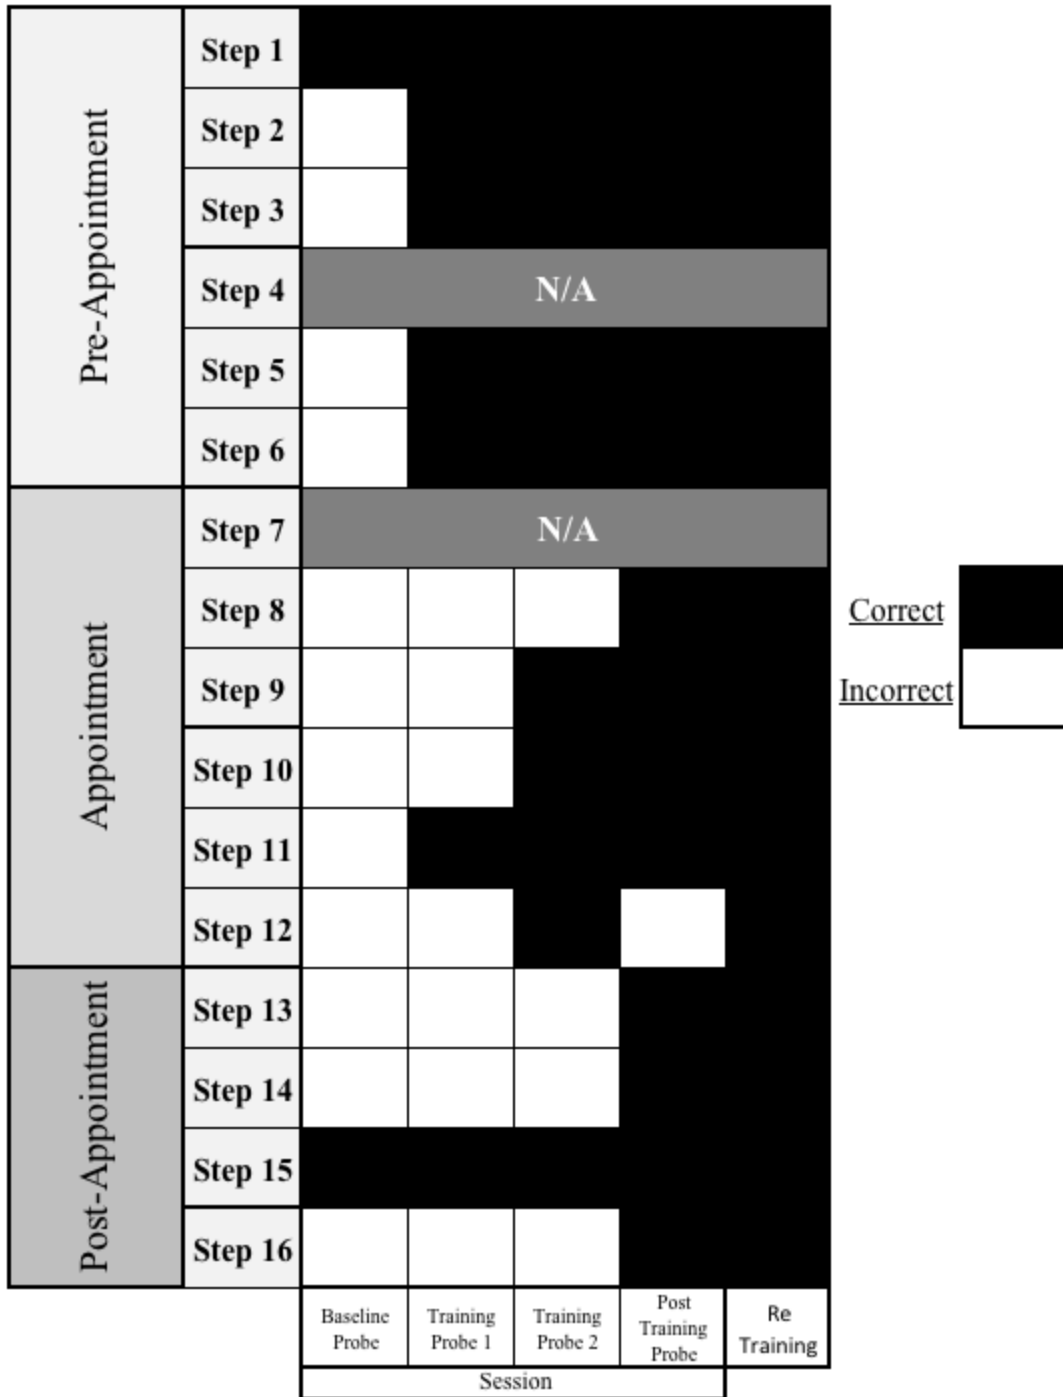 Pre-Appointment
Step 1
Step 2
Step 3
Step 4
N/A
Step 5
Step 6
Appointment
Step 7
N/A
Step 8
Step 9
Step 10
Step 11
Step 12
Post-Appointment
Step 13
Step 14
Step 15
Step 16
Baseline
Probe
Training
Probe 1
Training
Probe 2
Post
Training
Probe
Re
Training
Session
Correct
Incorrect